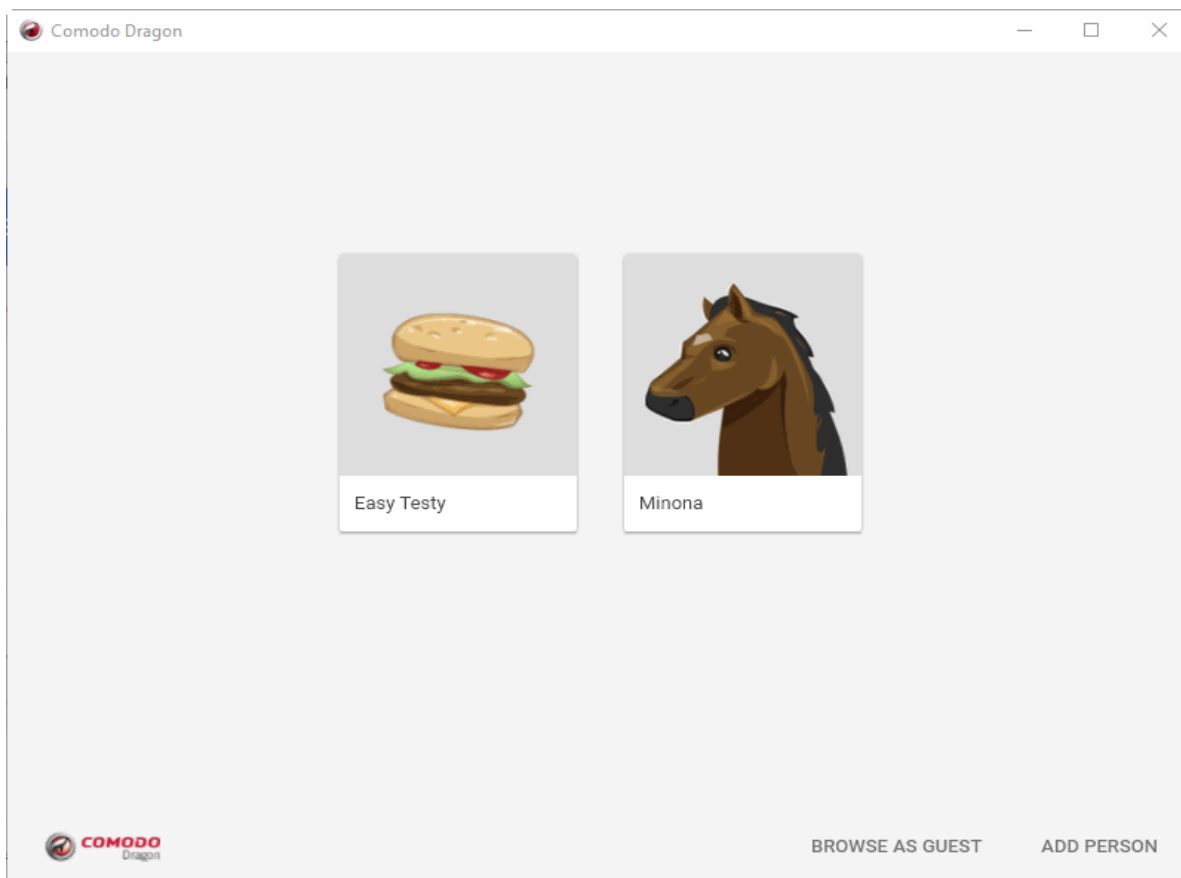 Comodo Dragon
Easy Testy
Minona
COMODO
Dragon
BROWSE AS GUEST
ADD PERSON